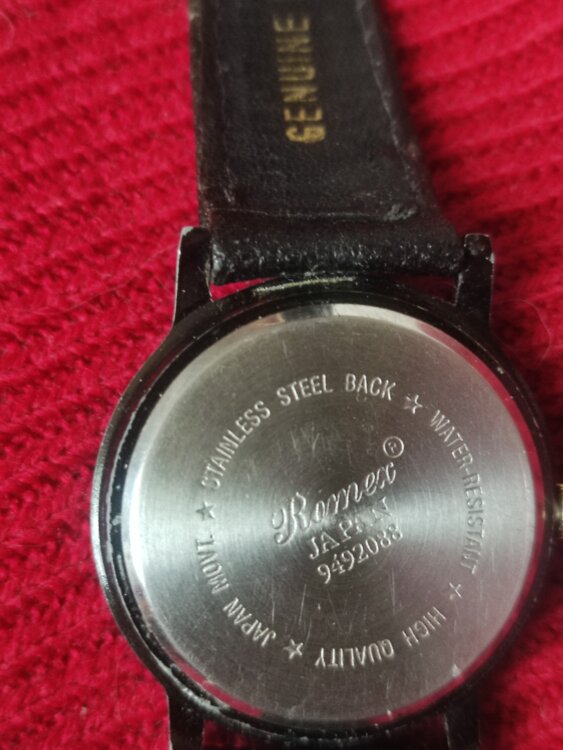 GENUINE
STAINLESS STEEL BACK ☆ WATER-RESISTANT ☆ HIGH QUALITY ☆ JAPAN MOVT. ☆
Romex®
JAPAN
9492088